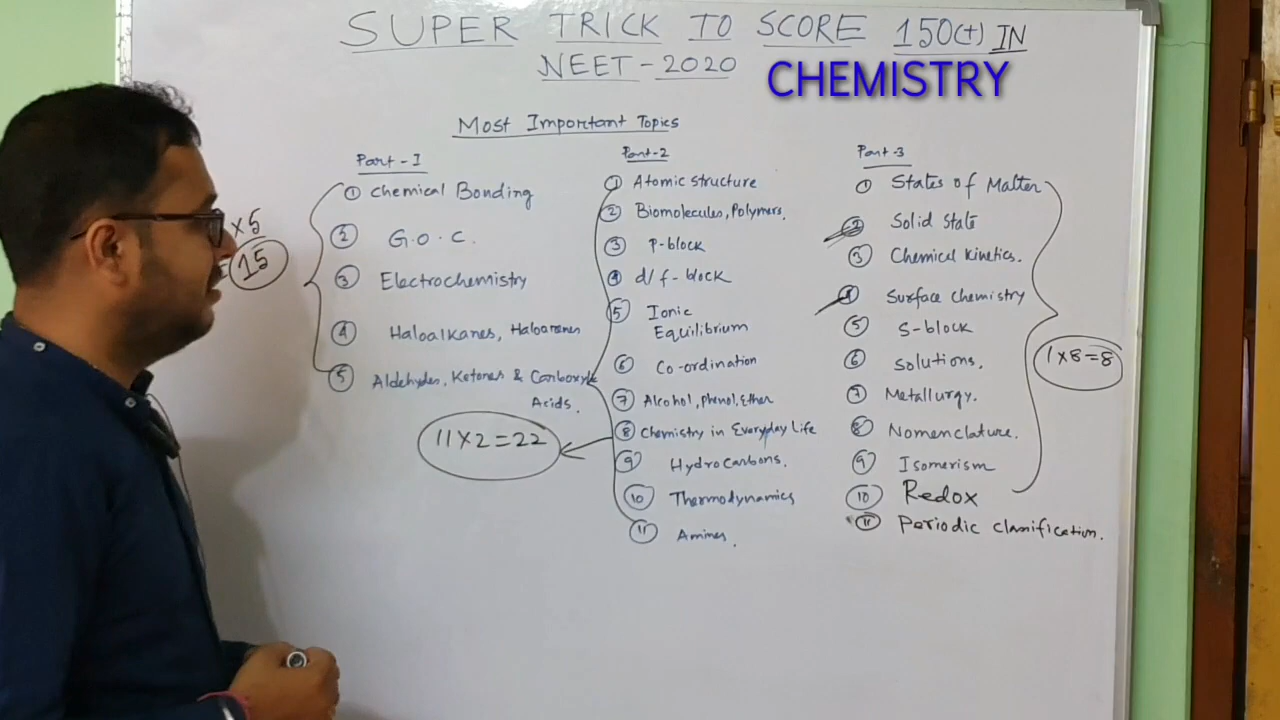 SUPER TRICK TO SCORE 150(+) IN
NEET-2020 CHEMISTRY
Most Important Topics
Part-I
① Chemical Bonding
② G.O.C.
③ Electrochemistry
④ Haloalkanes, Haloarenes
⑤ Aldehydes, Ketones & Carboxylic
Acids.
×5
15
11×2=22
Part-2
① Atomic structure
② Biomolecules, Polymers.
③ P-block
④ d/f-block
⑤ Ionic
Equilibrium
⑥ Co-ordination
⑦ Alcohol, Phenol, Ether
⑧ Chemistry in Everyday Life
⑨ Hydrocarbons.
⑩ Thermodynamics
⑪ Amines.
Part-3
① States of Matter
② Solid State
③ Chemical Kinetics.
④ Surface Chemistry
⑤ S-block
⑥ Solutions.
⑦ Metallurgy.
⑧ Nomenclature.
⑨ Isomerism
⑩ Redox
⑪ Periodic classification.
1×8=8